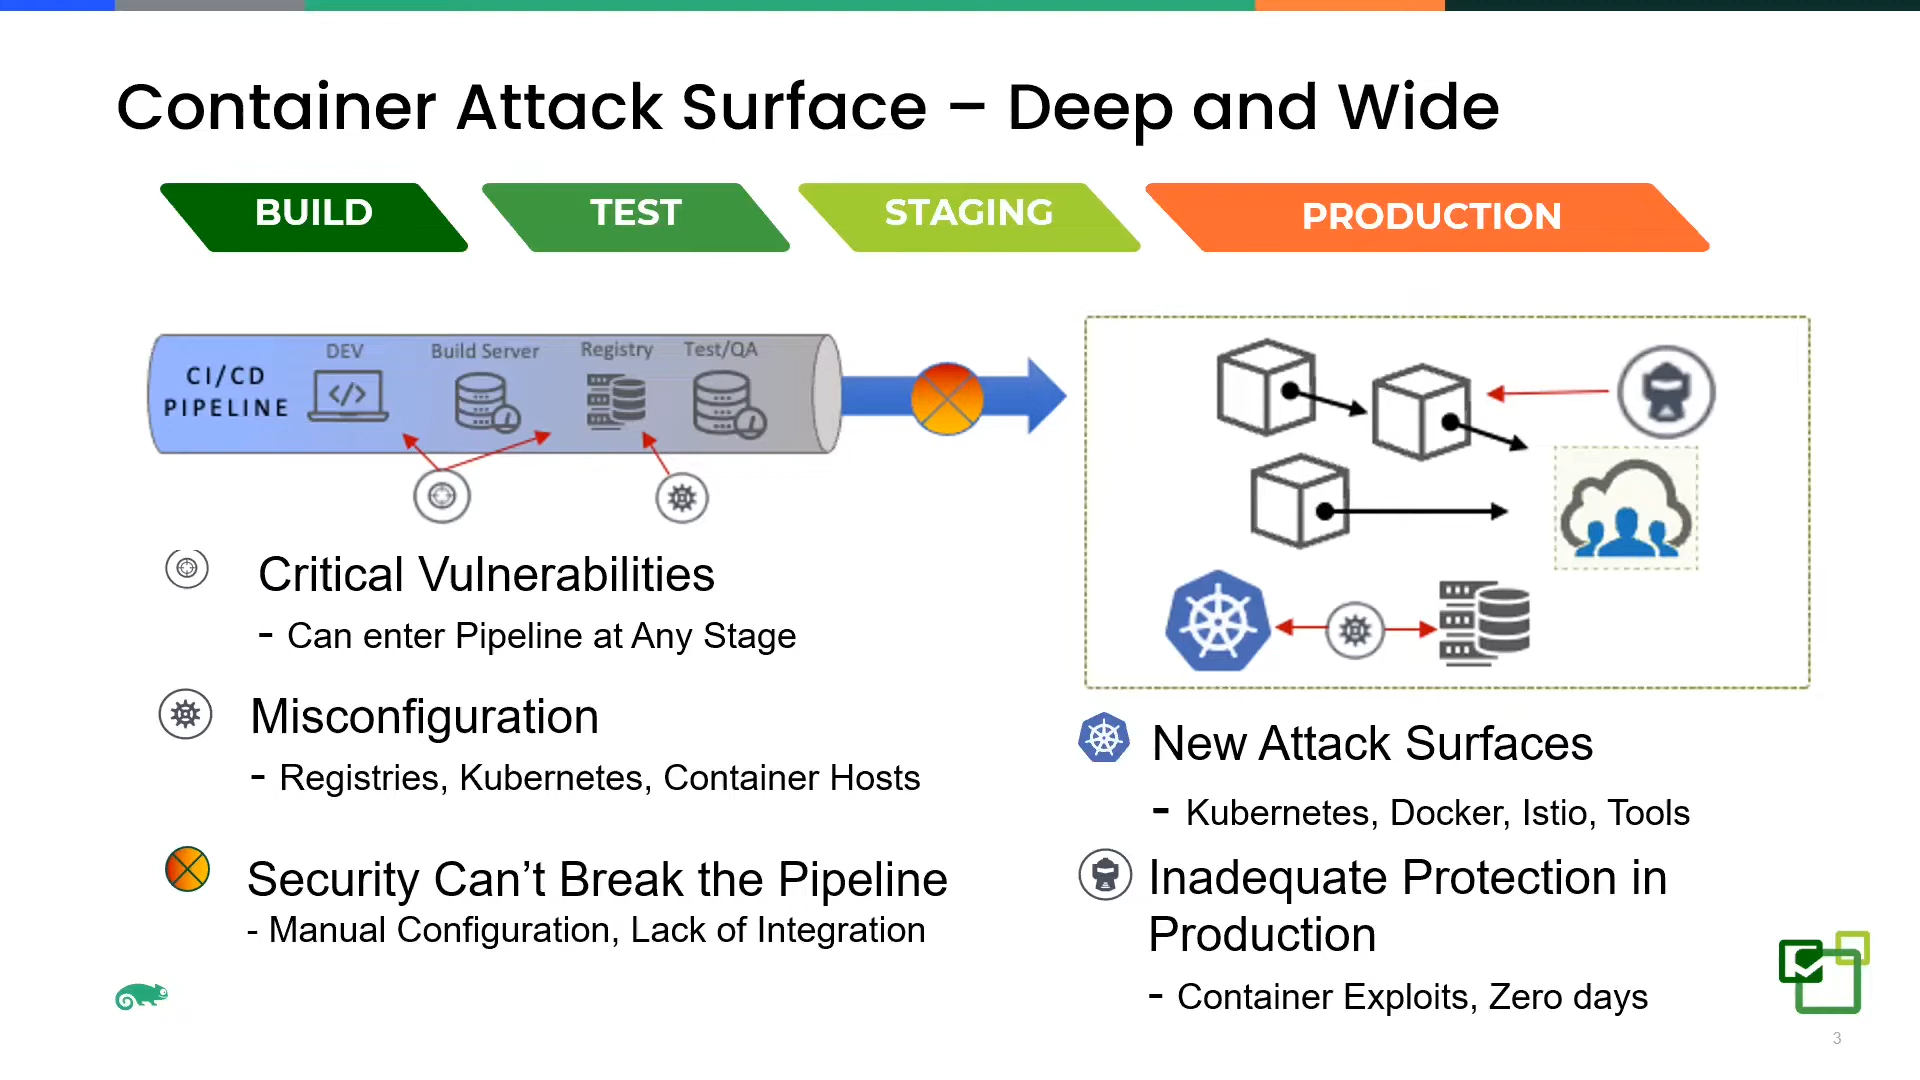 Container Attack Surface – Deep and Wide
BUILD
TEST
STAGING
PRODUCTION
CI/CD
PIPELINE
DEV
Build Server
Registry
Test/QA
Critical Vulnerabilities
- Can enter Pipeline at Any Stage
Misconfiguration
- Registries, Kubernetes, Container Hosts
Security Can’t Break the Pipeline
- Manual Configuration, Lack of Integration
New Attack Surfaces
- Kubernetes, Docker, Istio, Tools
Inadequate Protection in
Production
- Container Exploits, Zero days
3